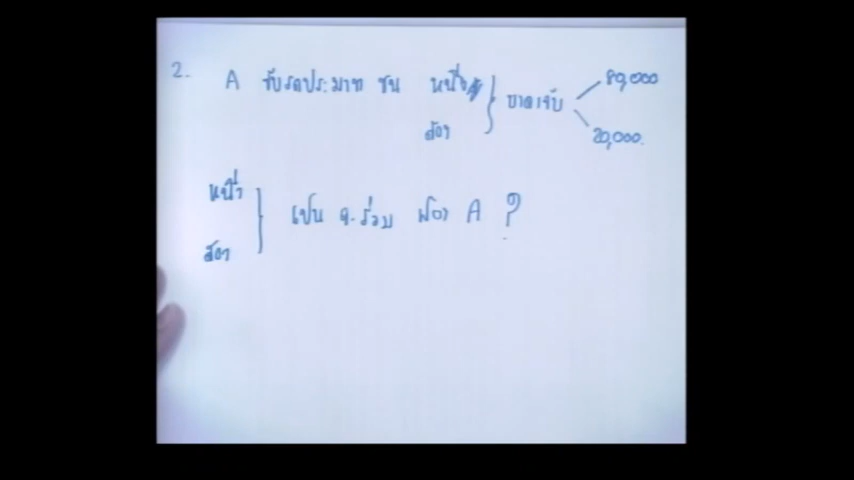 2. A ขับรถประมาท ชน หนึ่ง } บาดเจ็บ 80,000
สอง 20,000.
หนึ่ง } เป็น จ. ร่วม ฟ้อง A ?
สอง